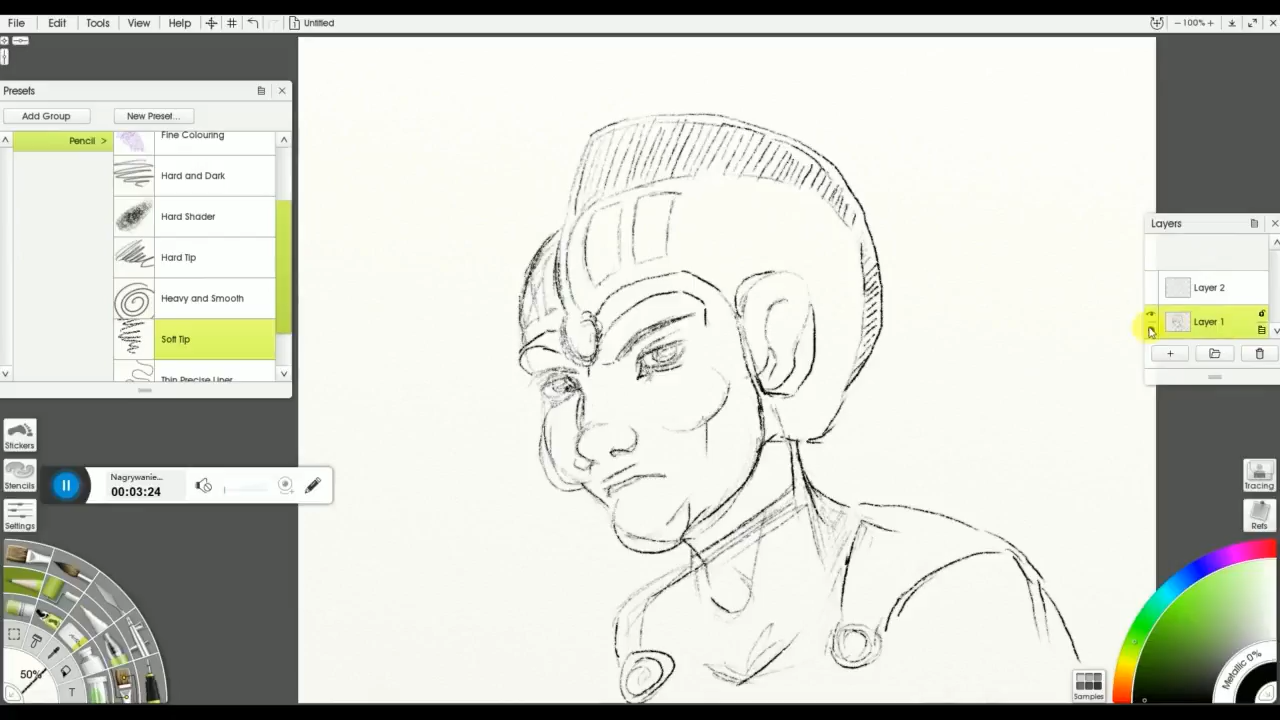 File Edit Tools View Help Untitled 100%
Presets
Add Group New Preset...
Pencil > Fine Colouring
Hard and Dark
Hard Shader
Hard Tip
Heavy and Smooth
Soft Tip
Thin Precise Liner
Layers
Layer 2
Layer 1
Stickers
Stencils
Settings
Nagrywanie...
00:03:24
Tracing
Refs
50%
T
Samples
Metallic 0%